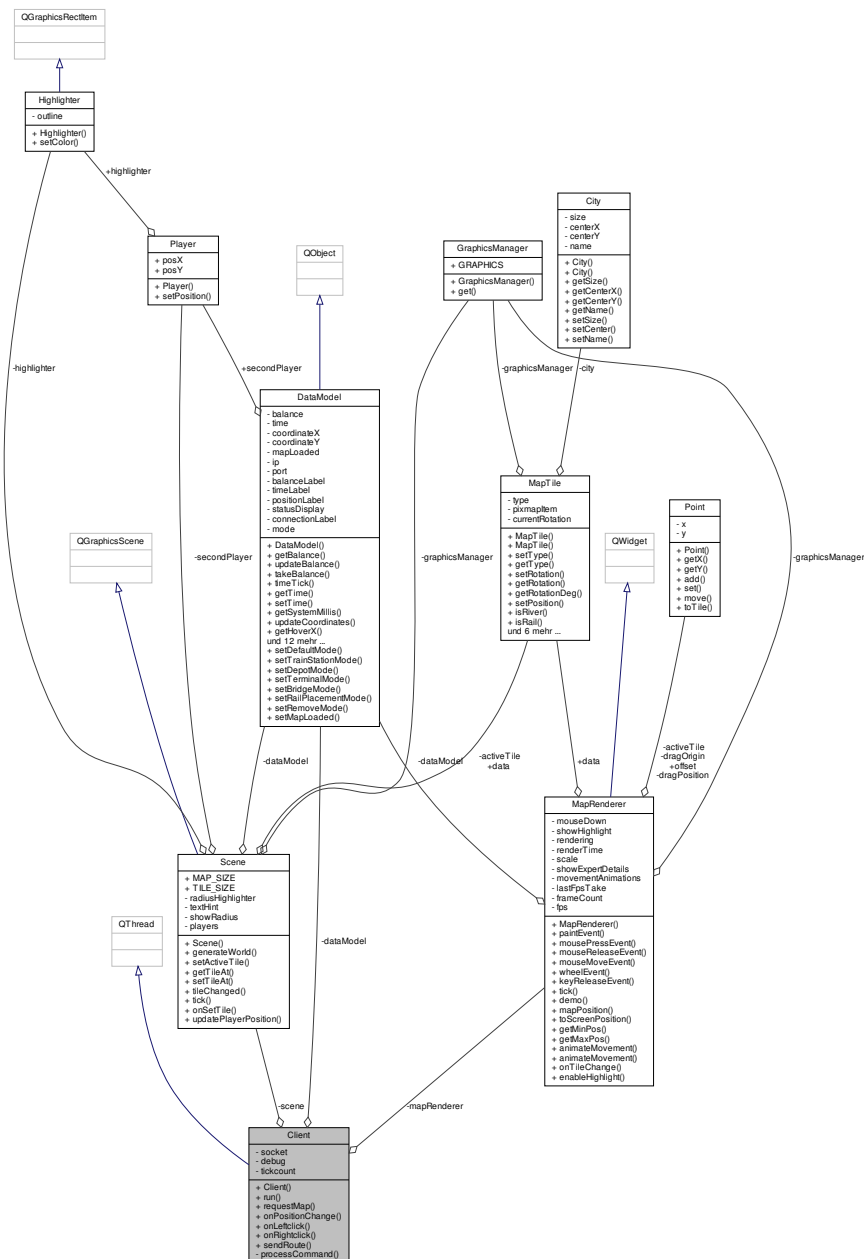 QGraphicsRectItem
Highlighter
- outline
+ Highlighter()
+ setColor()
+highlighter
Player
+ posX
+ posY
+ Player()
+ setPosition()
QObject
GraphicsManager
+ GRAPHICS
+ GraphicsManager()
+ get()
City
- size
- centerX
- centerY
- name
+ City()
+ City()
+ getSize()
+ getCenterX()
+ getCenterY()
+ getName()
+ setSize()
+ setCenter()
+ setName()
-highlighter
+secondPlayer
-graphicsManager
-city
DataModel
- balance
- time
- coordinateX
- coordinateY
- mapLoaded
- ip
- port
- balanceLabel
- timeLabel
- positionLabel
- statusDisplay
- connectionLabel
- mode
+ DataModel()
+ getBalance()
+ updateBalance()
+ takeBalance()
+ timeTick()
+ getTime()
+ setTime()
+ getSystemMillis()
+ updateCoordinates()
+ getHoverX()
und 12 mehr ...
+ setDefaultMode()
+ setTrainStationMode()
+ setDepotMode()
+ setTerminalMode()
+ setBridgeMode()
+ setRailPlacementMode()
+ setRemoveMode()
+ setMapLoaded()
MapTile
- type
- pixmapItem
- currentRotation
+ MapTile()
+ MapTile()
+ setType()
+ getType()
+ setRotation()
+ getRotation()
+ getRotationDeg()
+ setPosition()
+ isRiver()
+ isRail()
und 6 mehr ...
Point
- x
- y
+ Point()
+ getX()
+ getY()
+ add()
+ set()
+ move()
+ toTile()
QGraphicsScene
QWidget
-secondPlayer
-graphicsManager
-graphicsManager
-dataModel
-dataModel
-activeTile
+data
+data
-activeTile
-dragOrigin
+offset
-dragPosition
Scene
+ MAP_SIZE
+ TILE_SIZE
- radiusHighlighter
- textHint
- showRadius
- players
+ Scene()
+ generateWorld()
+ setActiveTile()
+ getTileAt()
+ setTileAt()
+ tileChanged()
+ tick()
+ onSetTile()
+ updatePlayerPosition()
MapRenderer
- mouseDown
- showHighlight
- rendering
- renderTime
- scale
- showExpertDetails
- movementAnimations
- lastFpsTake
- frameCount
- fps
+ MapRenderer()
+ paintEvent()
+ mousePressEvent()
+ mouseReleaseEvent()
+ mouseMoveEvent()
+ wheelEvent()
+ keyReleaseEvent()
+ tick()
+ demo()
+ mapPosition()
+ toScreenPosition()
+ getMinPos()
+ getMaxPos()
+ animateMovement()
+ animateMovement()
+ onTileChange()
+ enableHighlight()
QThread
-dataModel
-scene
-mapRenderer
Client
- socket
- debug
- tickcount
+ Client()
+ run()
+ requestMap()
+ onPositionChange()
+ onLeftclick()
+ onRightclick()
+ sendRoute()
- processCommand()